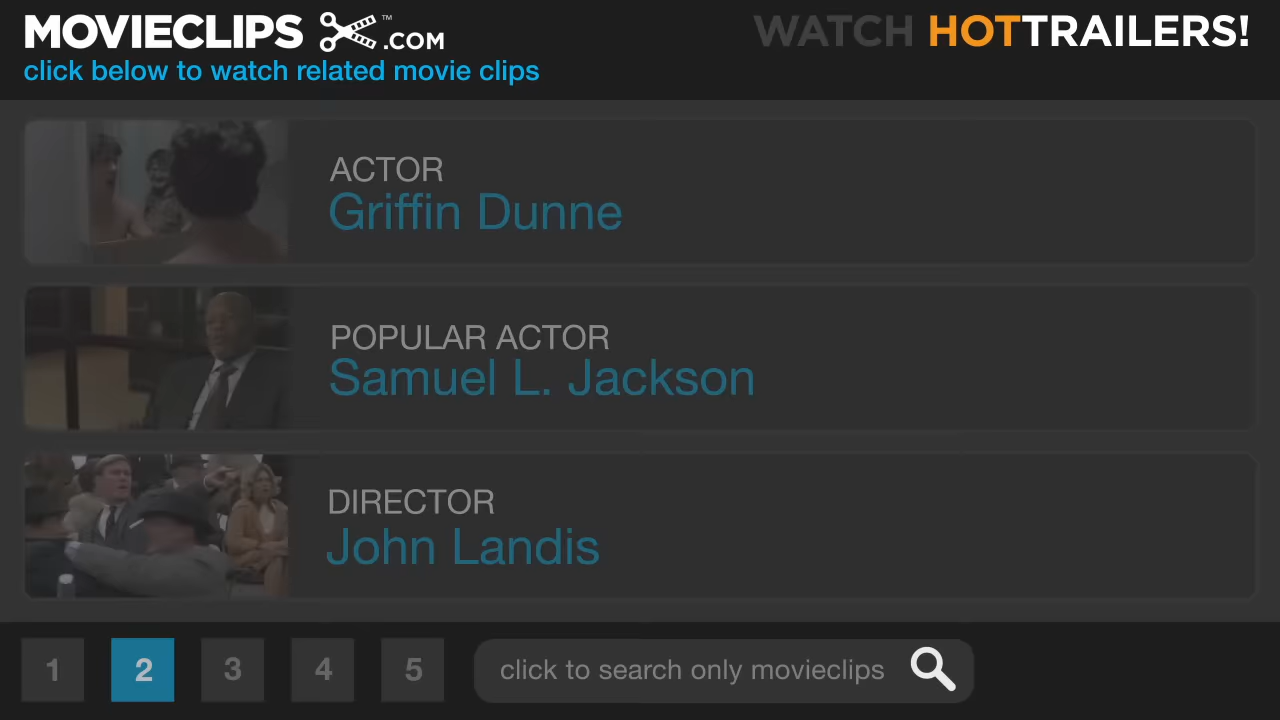 MOVIECLIPS ™ .COM
WATCH HOTTRAILERS!
click below to watch related movie clips
ACTOR
Griffin Dunne
POPULAR ACTOR
Samuel L. Jackson
DIRECTOR
John Landis
1 2 3 4 5 click to search only movieclips